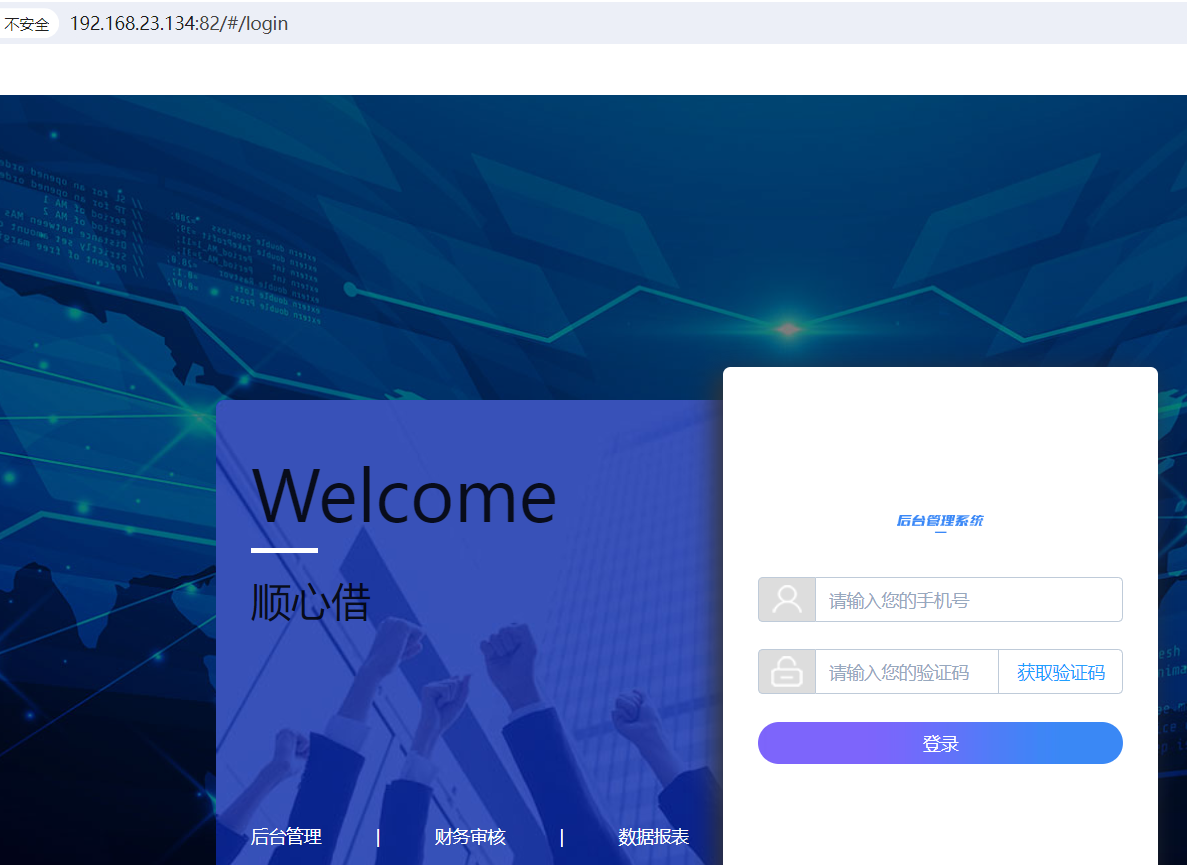 不安全 192.168.23.134:82/#/login
Welcome
顺心借
后台管理 | 财务审核 | 数据报表
后台管理系统
请输入您的手机号
请输入您的验证码 获取验证码
登录